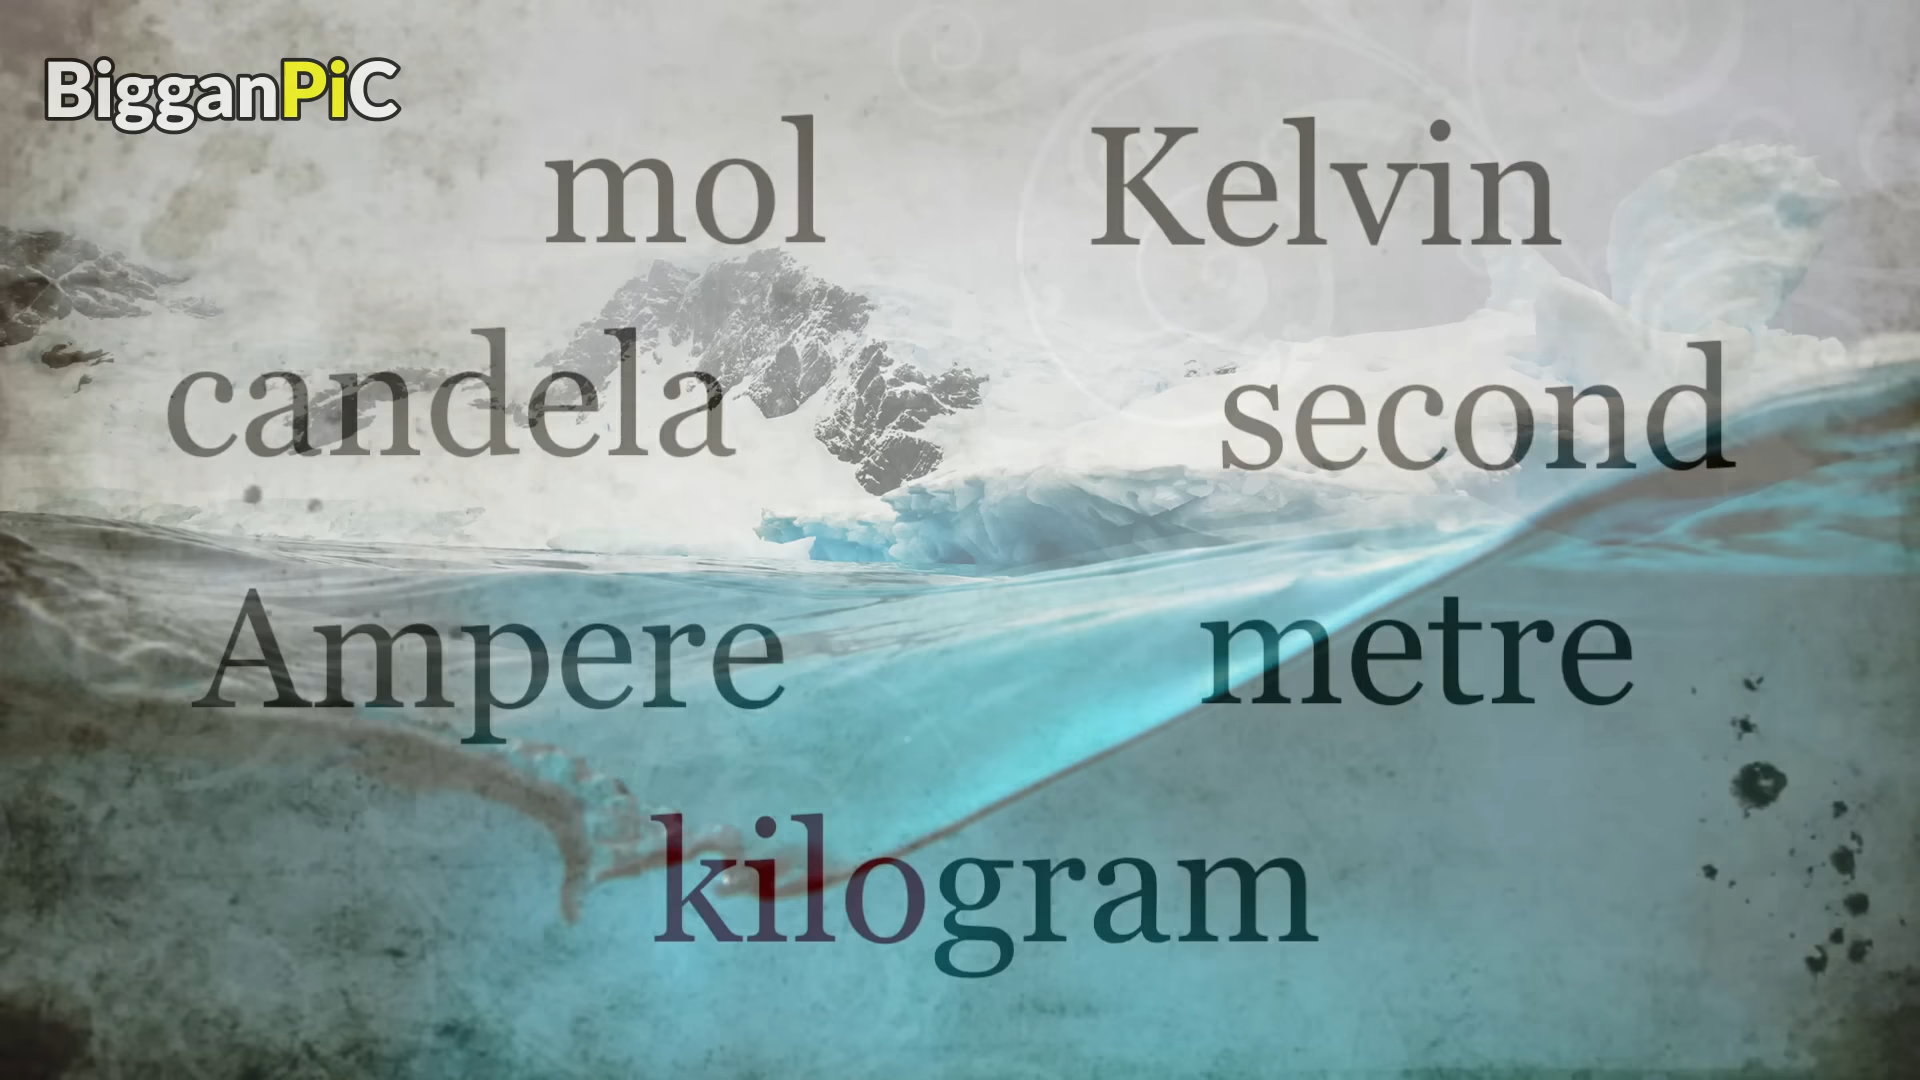 BigganPiC
mol Kelvin
candela second
Ampere metre
kilogram